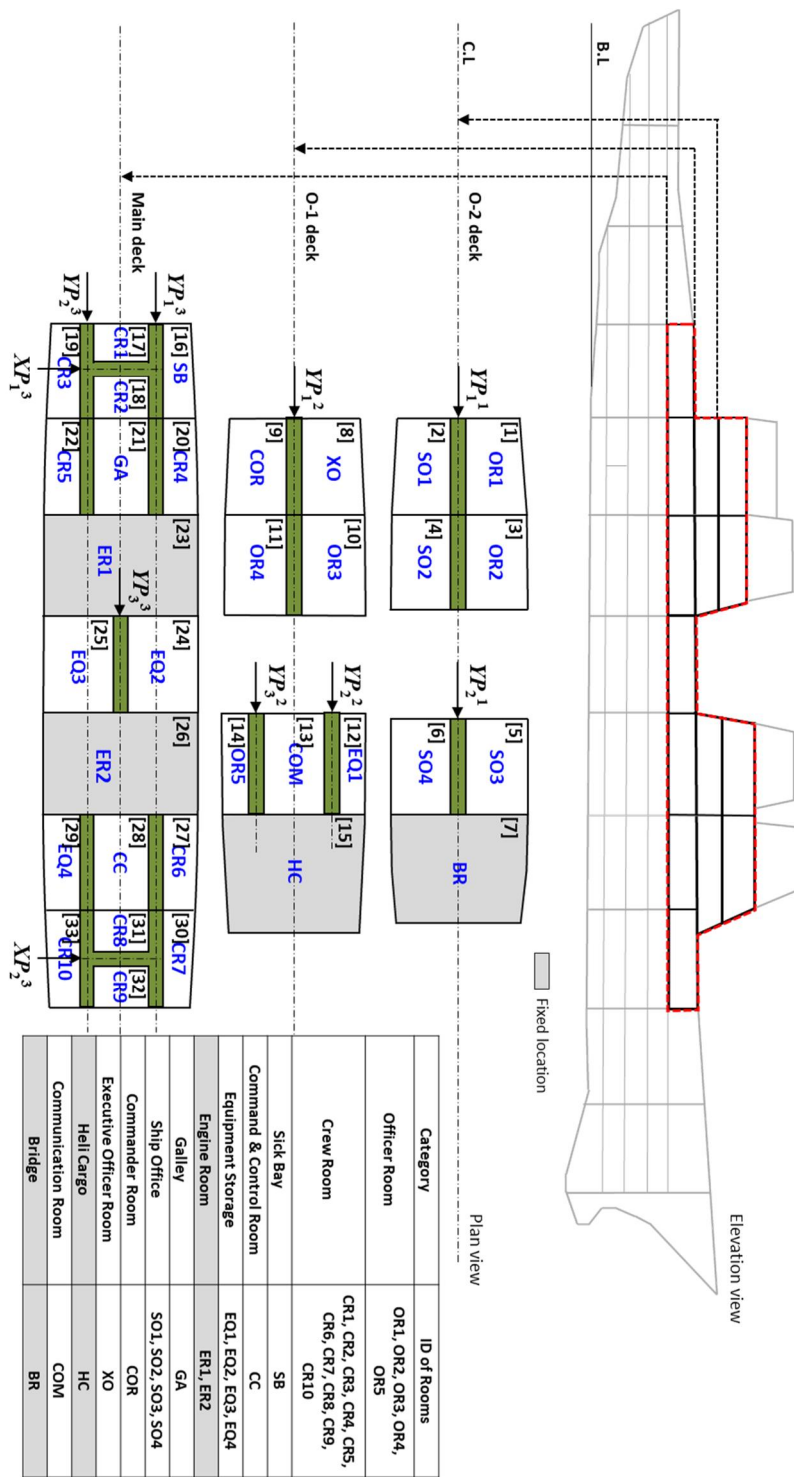 Elevation view
B.L
C.L
Plan view
Fixed location
O-2 deck
YP₁¹
YP₂¹
[1]
OR1
[3]
OR2
[5]
SO3
[7]
BR
[2]
SO1
[4]
SO2
[6]
SO4
O-1 deck
YP₁²
YP₂²
YP₃²
[8]
XO
[10]
OR3
[12]
EQ1
[15]
HC
[13]
COM
[9]
COR
[11]
OR4
[14]
OR5
Main deck
YP₁³
YP₂³
YP₃³
[16]
SB
[20]
CR4
[23]
ER1
[24]
EQ2
[26]
ER2
[27]
CR6
[30]
CR7
[17]
CR1
[18]
CR2
[21]
GA
[28]
CC
[31]
CR8
[32]
CR9
[19]
CR3
[22]
CR5
[25]
EQ3
[29]
EQ4
[33]
CR10
XP₁³
XP₂³
Category ID of Rooms
Officer Room OR1, OR2, OR3, OR4,
OR5
Crew Room CR1, CR2, CR3, CR4, CR5,
CR6, CR7, CR8, CR9,
CR10
Sick Bay SB
Command & Control Room CC
Equipment Storage EQ1, EQ2, EQ3, EQ4
Engine Room ER1, ER2
Galley GA
Ship Office SO1, SO2, SO3, SO4
Commander Room COR
Executive Officer Room XO
Heli Cargo HC
Communication Room COM
Bridge BR